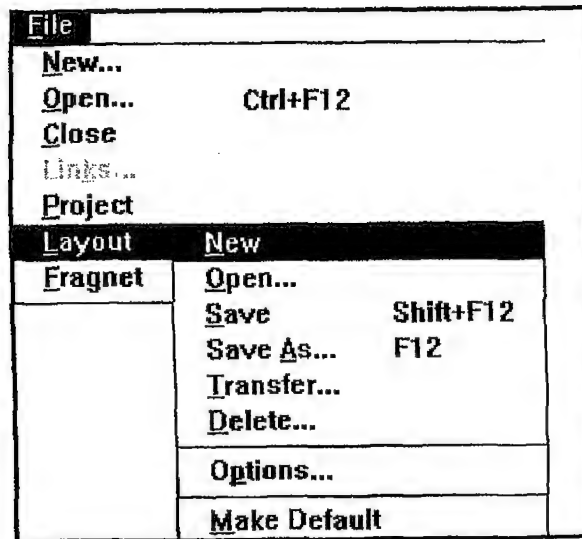 File
New...
Open... Ctrl+F12
Close
Links...
Project
Layout New
Fragnet Open...
Save Shift+F12
Save As... F12
Transfer...
Delete...
Options...
Make Default